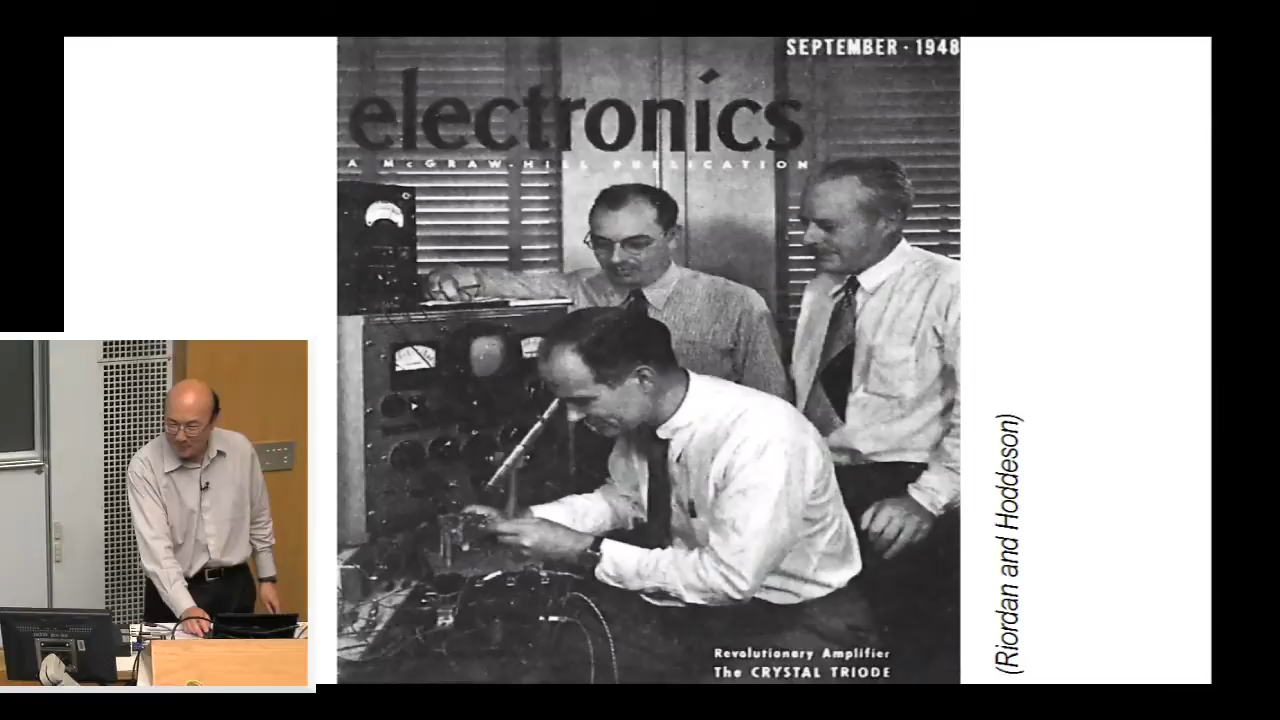 SEPTEMBER · 1948
electronics
A McGRAW-HILL PUBLICATION
Revolutionary Amplifier
The CRYSTAL TRIODE
(Riordan and Hoddeson)